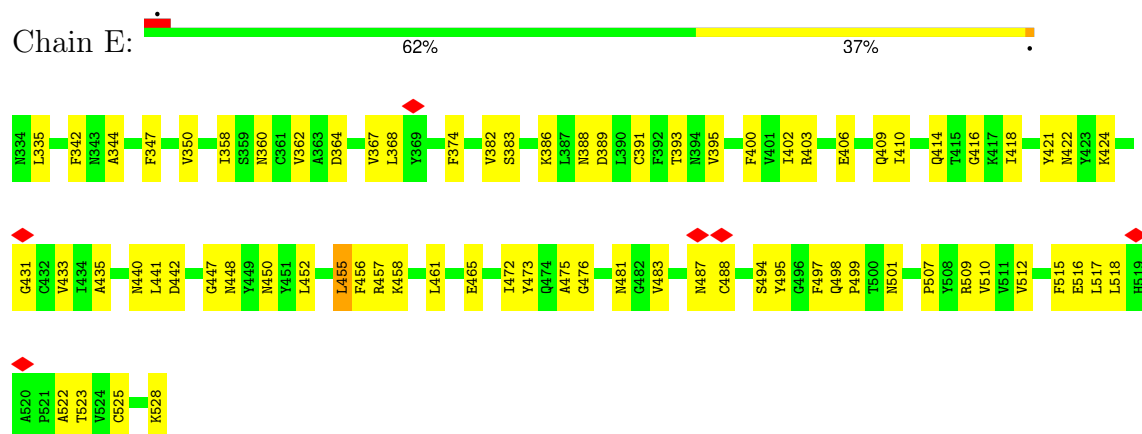 Chain E:
62% 37%
N334 L335 F342 N343 A344 F347 V350 I358 S359 N360 C361 V362 A363 D364 V367 L368 Y369 F374 V382 S383 K386 L387 N388 D389 L390 C391 F392 T393 N394 V395 F400 V401 I402 R403 E406 Q409 I410 Q414 T415 G416 K417 I418 Y421 N422 Y423 K424
G431 C432 V433 I434 A435 N440 L441 D442 G447 N448 Y449 N450 Y451 L452 L455 F456 R457 K458 L461 E465 I472 Y473 Q474 A475 G476 N481 G482 V483 N487 C488 S494 Y495 G496 F497 Q498 P499 T500 N501 P507 Y508 R509 V510 V511 V512 F515 E516 L517 L518 H519
A520 P521 A522 T523 V524 C525 K528